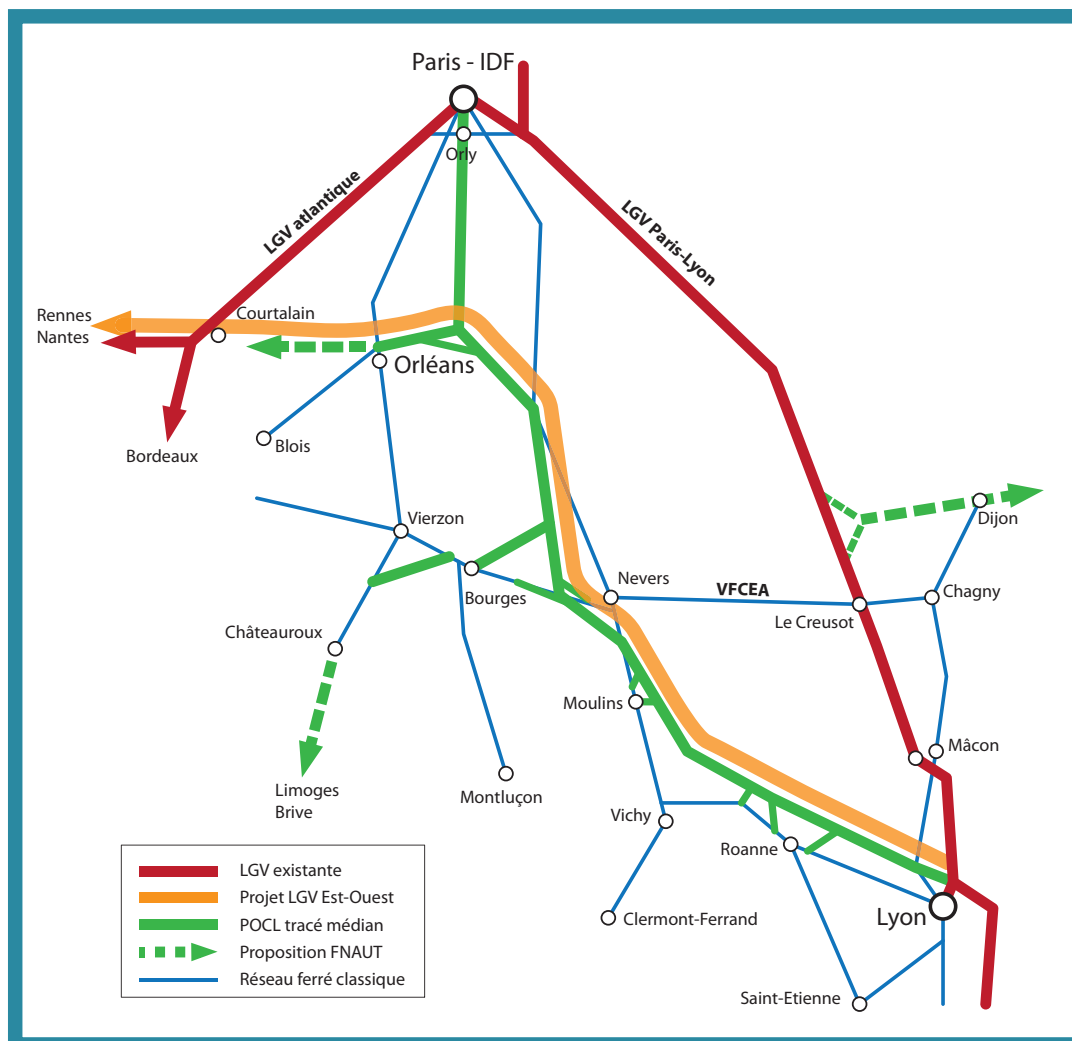 Paris - IDF
Orly
LGV atlantique
LGV Paris-Lyon
Rennes
Nantes
Courtalain
Orléans
Bordeaux
Blois
Dijon
Vierzon
Bourges
Nevers
VFCEA
Le Creusot
Chagny
Châteauroux
Moulins
Mâcon
Limoges
Brive
Montluçon
Vichy
Roanne
Clermont-Ferrand
Lyon
Saint-Etienne
LGV existante
Projet LGV Est-Ouest
POCL tracé médian
Proposition FNAUT
Réseau ferré classique